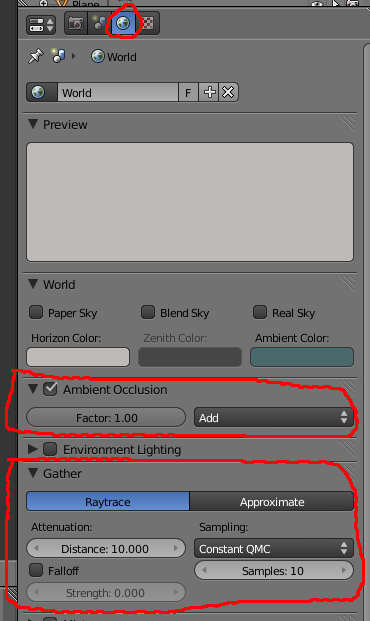 Plane
World
World F
Preview
World
Paper Sky Blend Sky Real Sky
Horizon Color: Zenith Color: Ambient Color:
Ambient Occlusion
Factor: 1.00 Add
Environment Lighting
Gather
Raytrace Approximate
Attenuation: Sampling:
Distance: 10.000 Constant QMC
Falloff Samples: 10
Strength: 0.000